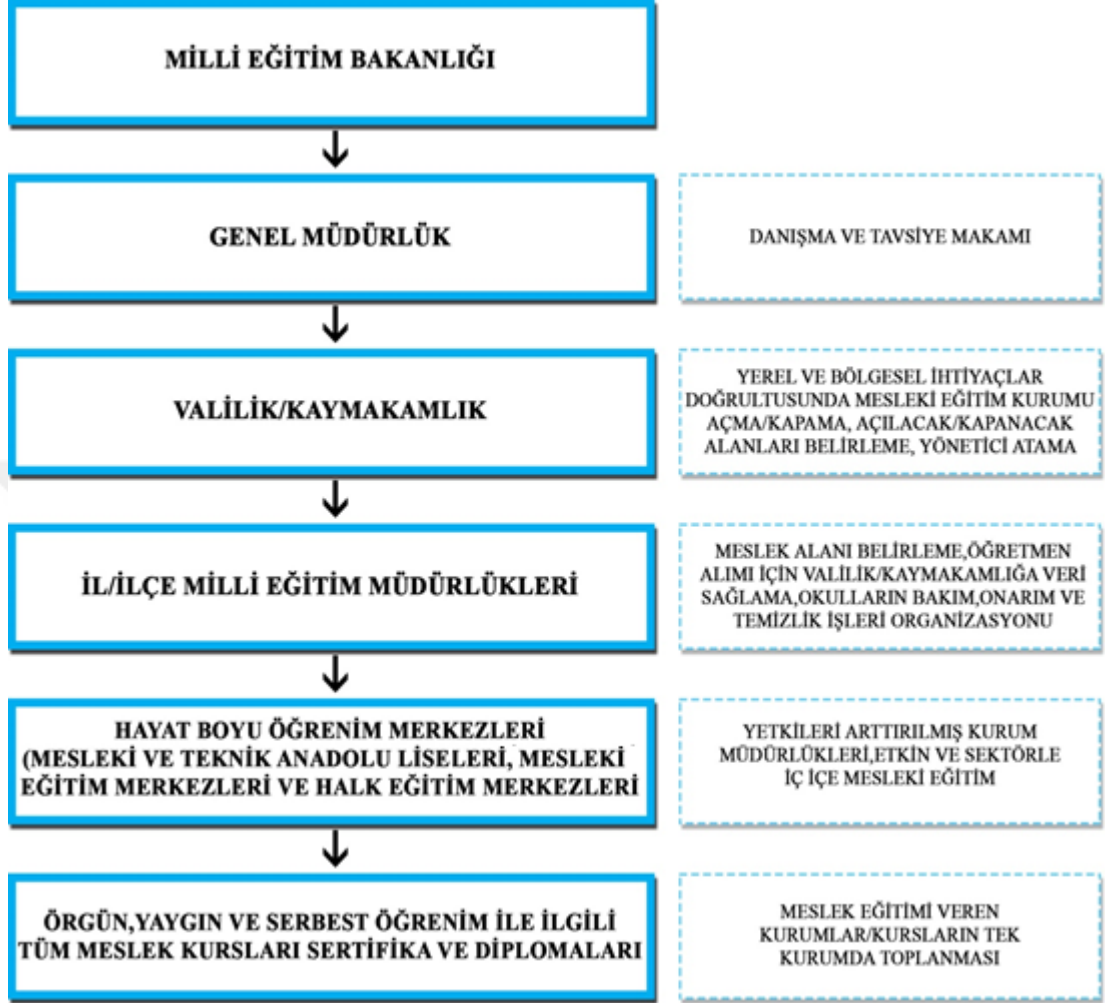 MİLLİ EĞİTİM BAKANLIĞI
GENEL MÜDÜRLÜK
DANIŞMA VE TAVSİYE MAKAMI
VALİLİK/KAYMAKAMLIK
YEREL VE BÖLGESEL İHTİYAÇLAR
DOĞRULTUSUNDA MESLEKİ EĞİTİM KURUMU
AÇMA/KAPAMA, AÇILACAK/KAPANACAK
ALANLARI BELİRLEME, YÖNETİCİ ATAMA
İL/İLÇE MİLLİ EĞİTİM MÜDÜRLÜKLERİ
MESLEK ALANI BELİRLEME,ÖĞRETMEN
ALIMI İÇİN VALİLİK/KAYMAKAMLIĞA VERİ
SAĞLAMA,OKULLARIN BAKIM,ONARIM VE
TEMİZLİK İŞLERİ ORGANİZASYONU
HAYAT BOYU ÖĞRENİM MERKEZLERİ
(MESLEKİ VE TEKNİK ANADOLU LİSELERİ, MESLEKİ
EĞİTİM MERKEZLERİ VE HALK EĞİTİM MERKEZLERİ
YETKİLERİ ARTTIRILMIŞ KURUM
MÜDÜRLÜKLERİ,ETKİN VE SEKTÖRLE
İÇ İÇE MESLEKİ EĞİTİM
ÖRGÜN,YAYGIN VE SERBEST ÖĞRENİM İLE İLGİLİ
TÜM MESLEK KURSLARI SERTİFİKA VE DİPLOMALARI
MESLEK EĞİTİMİ VEREN
KURUMLAR/KURSLARIN TEK
KURUMDA TOPLANMASI